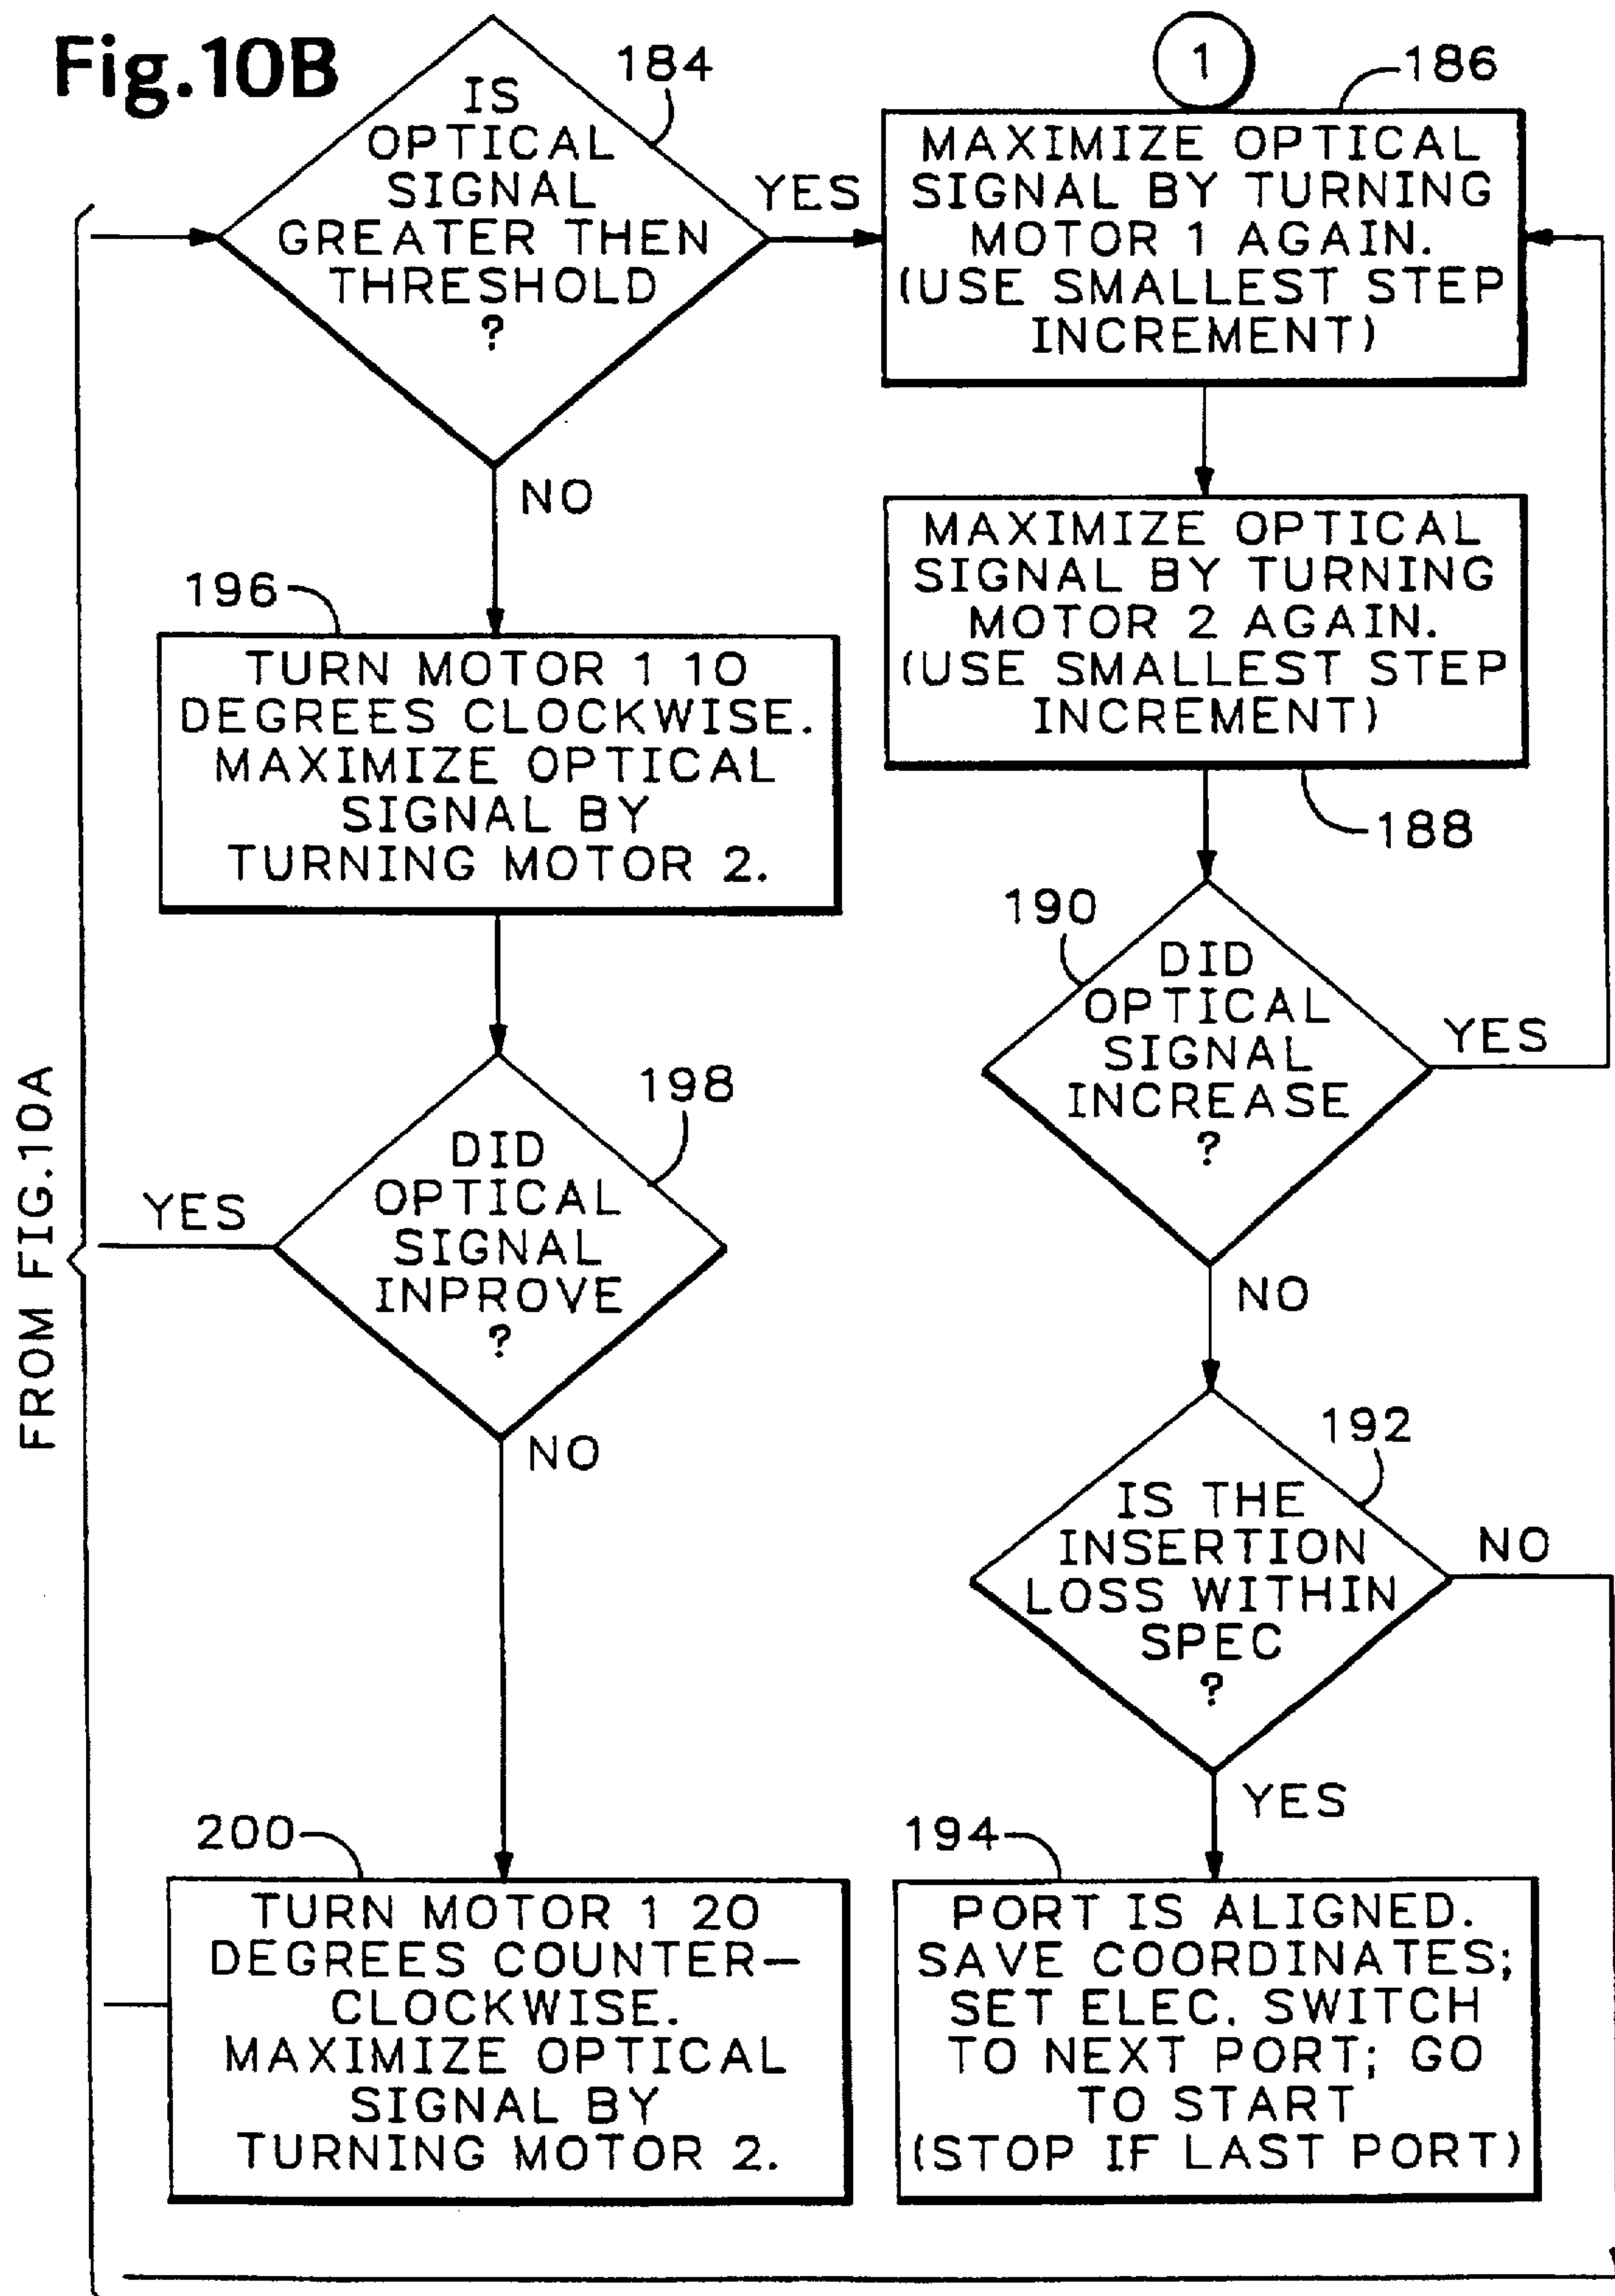 Fig.10B
IS
OPTICAL
SIGNAL
GREATER THEN
THRESHOLD
?
184
YES
NO
1
186
MAXIMIZE OPTICAL
SIGNAL BY TURNING
MOTOR 1 AGAIN.
(USE SMALLEST STEP
INCREMENT)
MAXIMIZE OPTICAL
SIGNAL BY TURNING
MOTOR 2 AGAIN.
(USE SMALLEST STEP
INCREMENT)
188
196
TURN MOTOR 1 10
DEGREES CLOCKWISE.
MAXIMIZE OPTICAL
SIGNAL BY
TURNING MOTOR 2.
190
DID
OPTICAL
SIGNAL
INCREASE
?
YES
NO
FROM FIG.10A
198
DID
OPTICAL
SIGNAL
INPROVE
?
YES
NO
192
IS THE
INSERTION
LOSS WITHIN
SPEC
?
NO
YES
200
TURN MOTOR 1 20
DEGREES COUNTER-
CLOCKWISE.
MAXIMIZE OPTICAL
SIGNAL BY
TURNING MOTOR 2.
194
PORT IS ALIGNED.
SAVE COORDINATES;
SET ELEC. SWITCH
TO NEXT PORT; GO
TO START
(STOP IF LAST PORT)